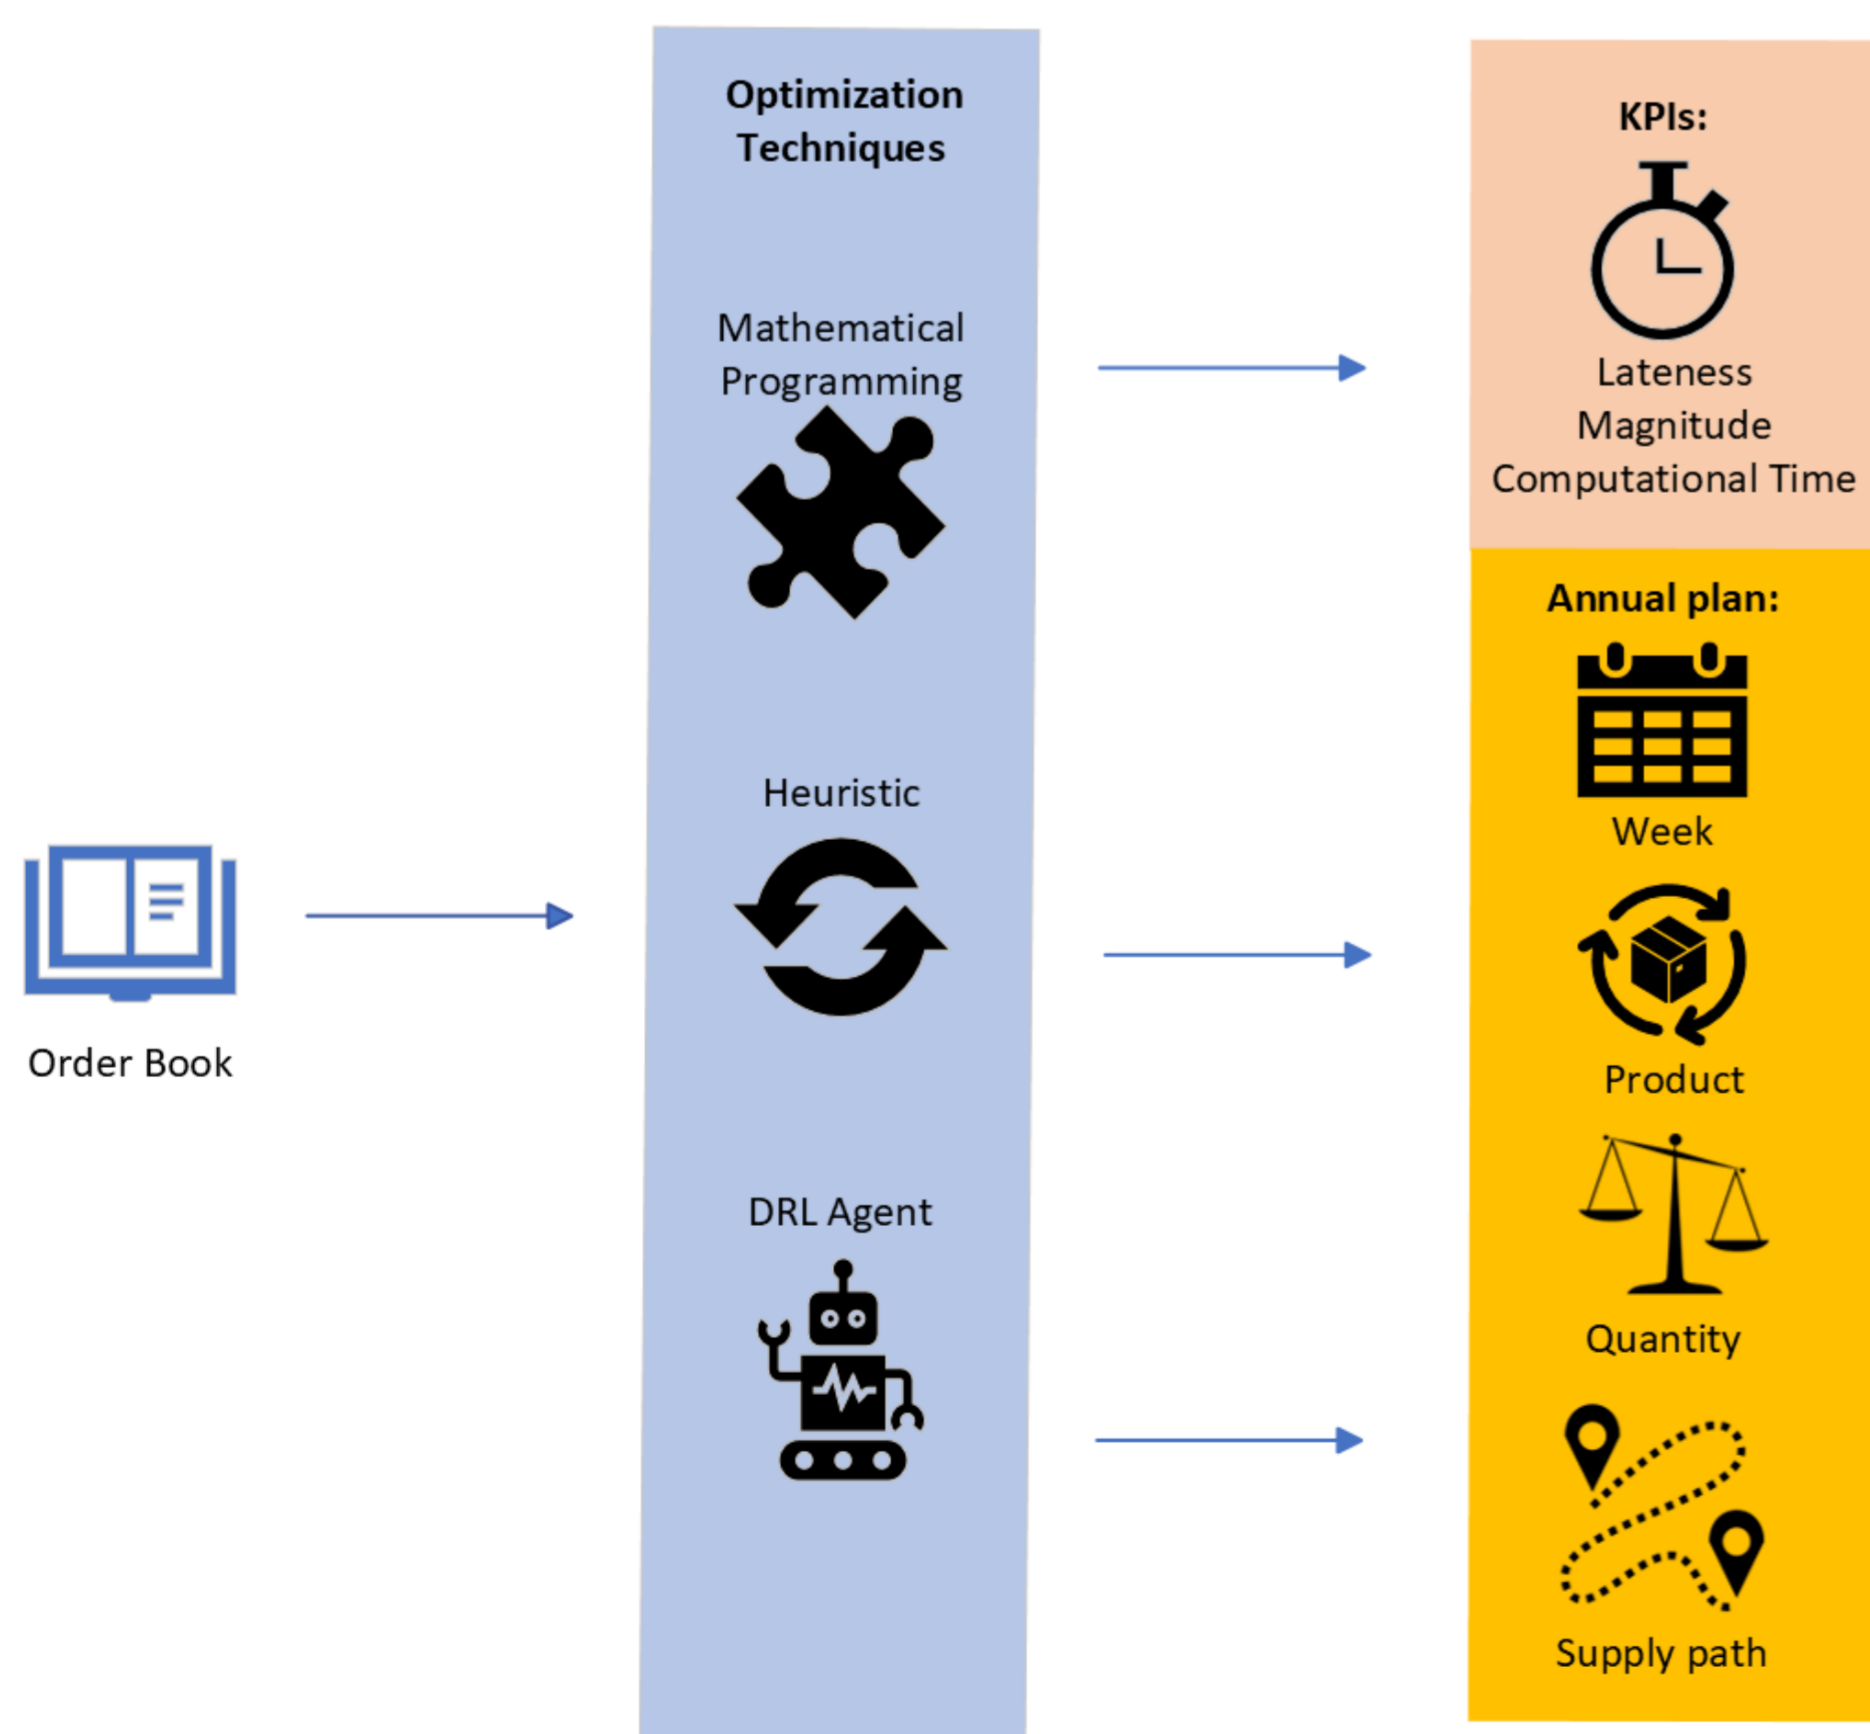 Order Book
Optimization
Techniques
Mathematical
Programming
Heuristic
DRL Agent
KPIs:
Lateness
Magnitude
Computational Time
Annual plan:
Week
Product
Quantity
Supply path